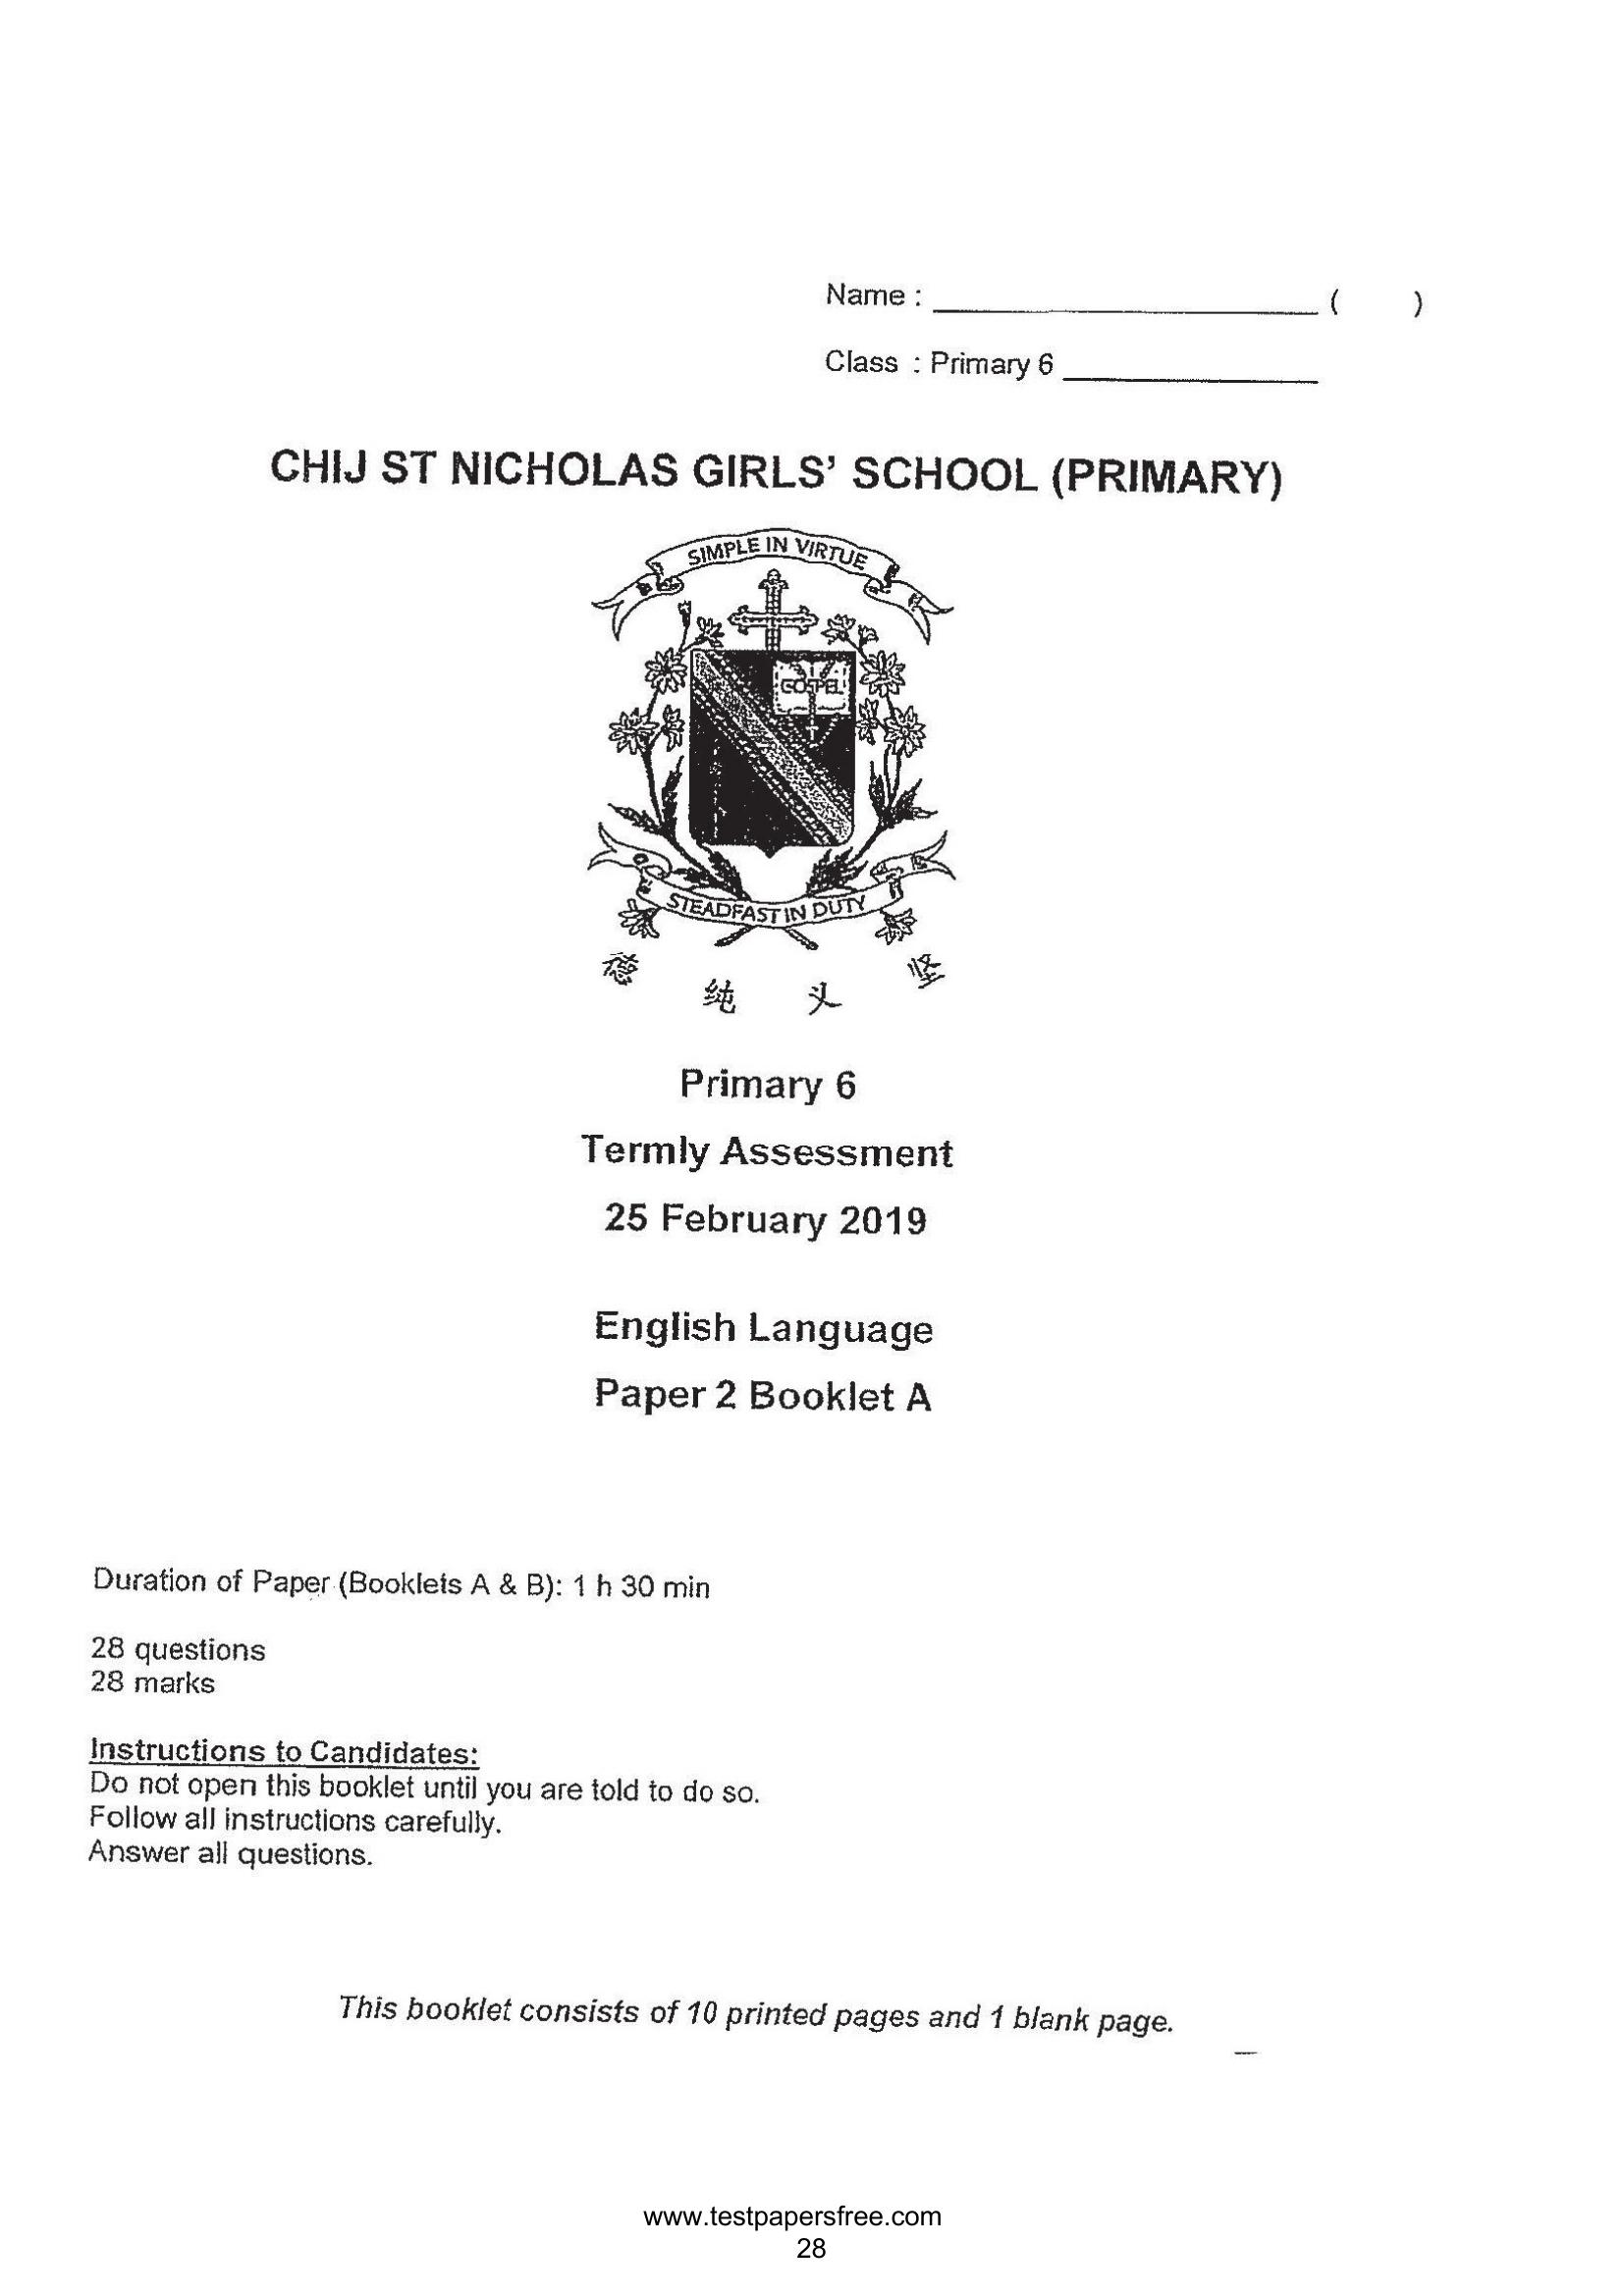 Name : ( )
Class : Primary 6
CHIJ ST NICHOLAS GIRLS' SCHOOL (PRIMARY)
SIMPLE IN VIRTUE
GOSPEL
STEADFAST IN DUTY
德 纯 义 坚
Primary 6
Termly Assessment
25 February 2019
English Language
Paper 2 Booklet A
Duration of Paper (Booklets A & B): 1 h 30 min
28 questions
28 marks
Instructions to Candidates:
Do not open this booklet until you are told to do so.
Follow all instructions carefully.
Answer all questions.
This booklet consists of 10 printed pages and 1 blank page.
www.testpapersfree.com
28